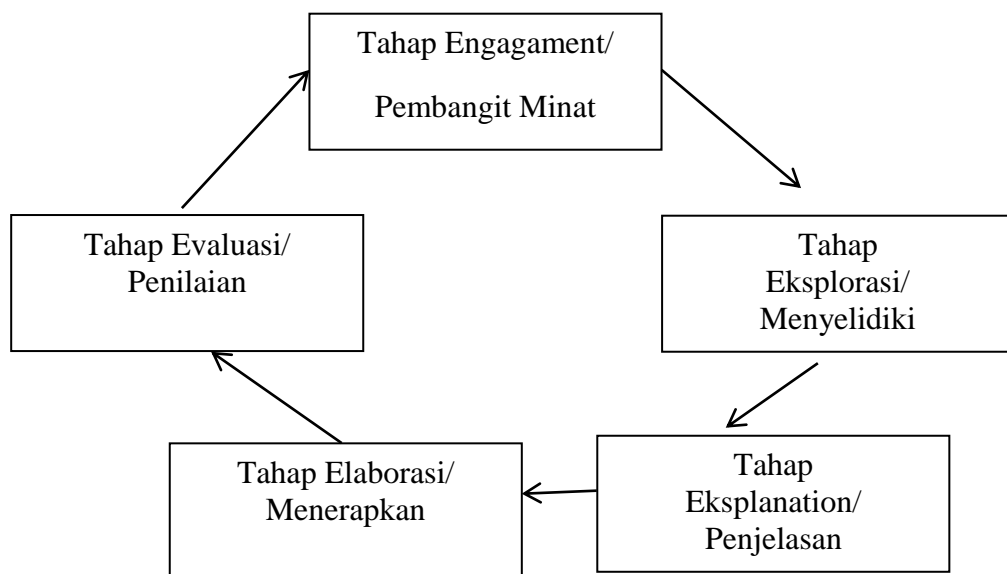 Tahap Engagament/
Pembangit Minat
Tahap
Eksplorasi/
Menyelidiki
Tahap
Eksplanation/
Penjelasan
Tahap Elaborasi/
Menerapkan
Tahap Evaluasi/
Penilaian